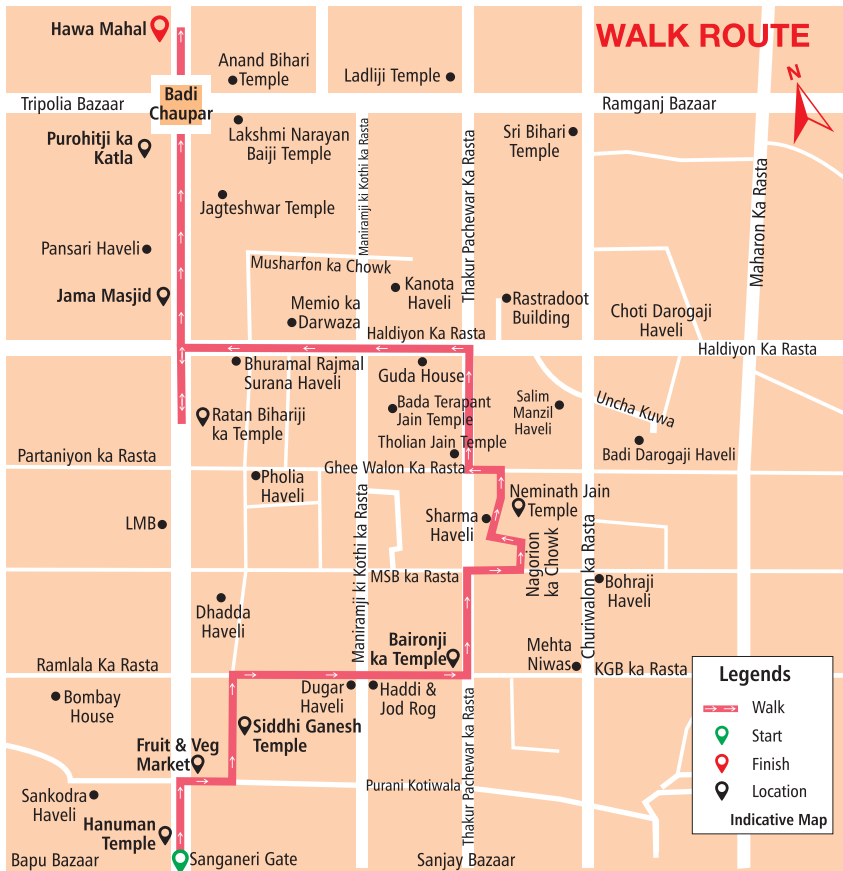 WALK ROUTE
N
Hawa Mahal
Anand Bihari
Temple
Ladliji Temple
Tripolia Bazaar
Badi
Chaupar
Ramganj Bazaar
Purohitji ka
Katla
Lakshmi Narayan
Baiji Temple
Sri Bihari
Temple
Maniramji ki Kothi ka Rasta
Thakur Pachewar Ka Rasta
Maharon Ka Rasta
Jagteshwar Temple
Pansari Haveli
Musharfon ka Chowk
Jama Masjid
Kanota
Haveli
Memio ka
Darwaza
Rastradoot
Building
Choti Darogaji
Haveli
Haldiyon Ka Rasta
Haldiyon Ka Rasta
Bhuramal Rajmal
Surana Haveli
Guda House
Ratan Bihariji
ka Temple
Bada Terapant
Jain Temple
Salim
Manzil
Haveli
Uncha Kuwa
Tholian Jain Temple
Badi Darogaji Haveli
Partaniyon ka Rasta
Ghee Walon Ka Rasta
Pholia
Haveli
Neminath Jain
Temple
LMB
Sharma
Haveli
Nagorion
ka Chowk
Maniramji ki Kothi ka Rasta
Churiwalon ka Rasta
MSB ka Rasta
Bohraji
Haveli
Dhadda
Haveli
Baironji
ka Temple
Mehta
Niwas
Ramlala Ka Rasta
KGB ka Rasta
Bombay
House
Dugar
Haveli
Haddi &
Jod Rog
Siddhi Ganesh
Temple
Thakur Pachewar ka Rasta
Fruit & Veg
Market
Purani Kotiwala
Sankodra
Haveli
Hanuman
Temple
Bapu Bazaar
Sanganeri Gate
Sanjay Bazaar
Legends
Walk
Start
Finish
Location
Indicative Map